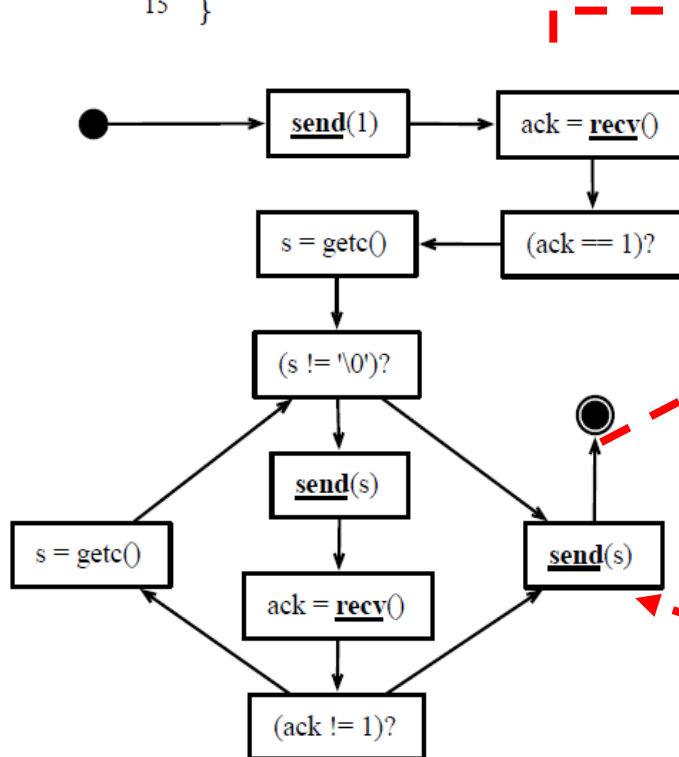 15 }
send(1)
ack = recv()
s = getc()
(ack == 1)?
(s != '\0')?
send(s)
s = getc()
send(s)
ack = recv()
(ack != 1)?